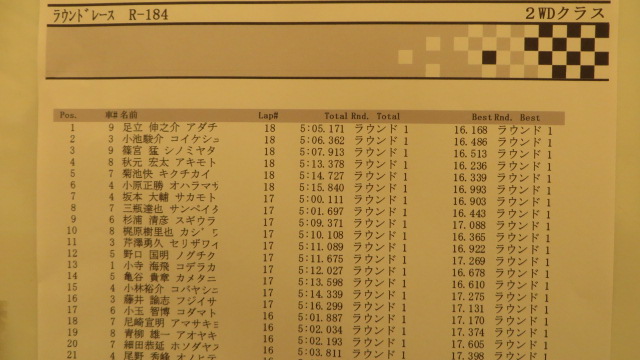 ラウンドレース R-184 2WDクラス
Pos. 車# 名前 Lap# Total Rnd. Total Best Rnd. Best
1 9 足立 伸之介 アダチ 18 5:05.171 ラウンド 1 16.168 ラウンド 1
2 3 小池駿介 コイケシュ 18 5:06.362 ラウンド 1 16.486 ラウンド 1
3 9 篠宮 猛 シノミヤタ 18 5:07.913 ラウンド 1 16.513 ラウンド 1
4 8 秋元 宏太 アキモト 18 5:13.378 ラウンド 1 16.236 ラウンド 1
5 7 菊池快 キクチカイ 18 5:14.727 ラウンド 1 16.339 ラウンド 1
6 4 小原正勝 オハラマサ 18 5:15.840 ラウンド 1 16.993 ラウンド 1
7 4 坂本 大輔 サカモト 17 5:00.111 ラウンド 1 16.903 ラウンド 1
8 7 三瓶達也 サンペイタ 17 5:01.697 ラウンド 1 16.443 ラウンド 1
9 6 杉浦 清彦 スギウラ 17 5:09.371 ラウンド 1 17.088 ラウンド 1
10 8 梶原樹里也 カジワ 17 5:10.108 ラウンド 1 16.365 ラウンド 1
11 3 芹澤勇久 セリザワイ 17 5:11.089 ラウンド 1 16.922 ラウンド 1
12 5 野口 国明 ノグチク 17 5:11.675 ラウンド 1 17.269 ラウンド 1
13 1 小寺 海飛 コデラカ 17 5:12.027 ラウンド 1 16.678 ラウンド 1
14 5 亀谷 貴章 カメタニ 17 5:13.598 ラウンド 1 16.610 ラウンド 1
15 4 小林裕介 コバヤシ 17 5:14.339 ラウンド 1 17.275 ラウンド 1
16 3 藤井 諭志 フジイサ 17 5:16.299 ラウンド 1 17.131 ラウンド 1
17 6 小玉 智博 コダマト 16 5:01.887 ラウンド 1 17.170 ラウンド 1
18 7 尼崎宣明 アマサキ 16 5:02.034 ラウンド 1 17.374 ラウンド 1
19 8 青柳 雄一 アオヤキ 16 5:02.193 ラウンド 1 17.605 ラウンド 1
20 7 細田恭延 ホソダヤス 16 5:03.811 ラウンド 1 17.398 ラウンド 1
21 4 尾野 秀峰 オノヒデ